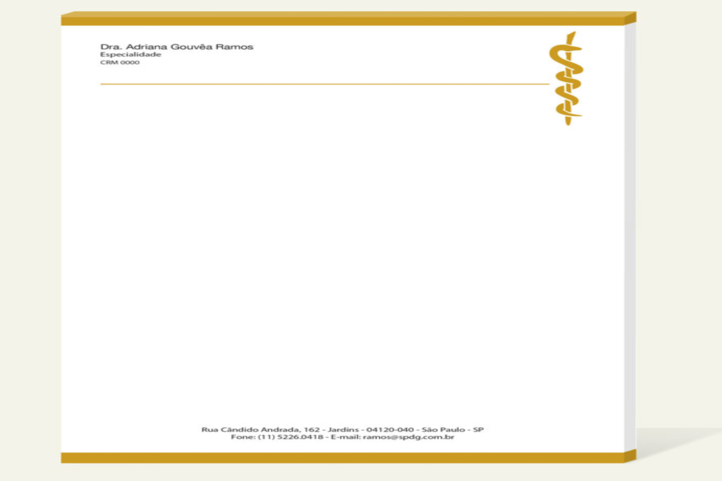 Dra. Adriana Gouvêa Ramos
Especialidade
CRM 0000
Rua Cândido Andrada, 162 - Jardins - 04120-040 - São Paulo - SP
Fone: (11) 5226.0418 - E-mail: ramos@spdg.com.br